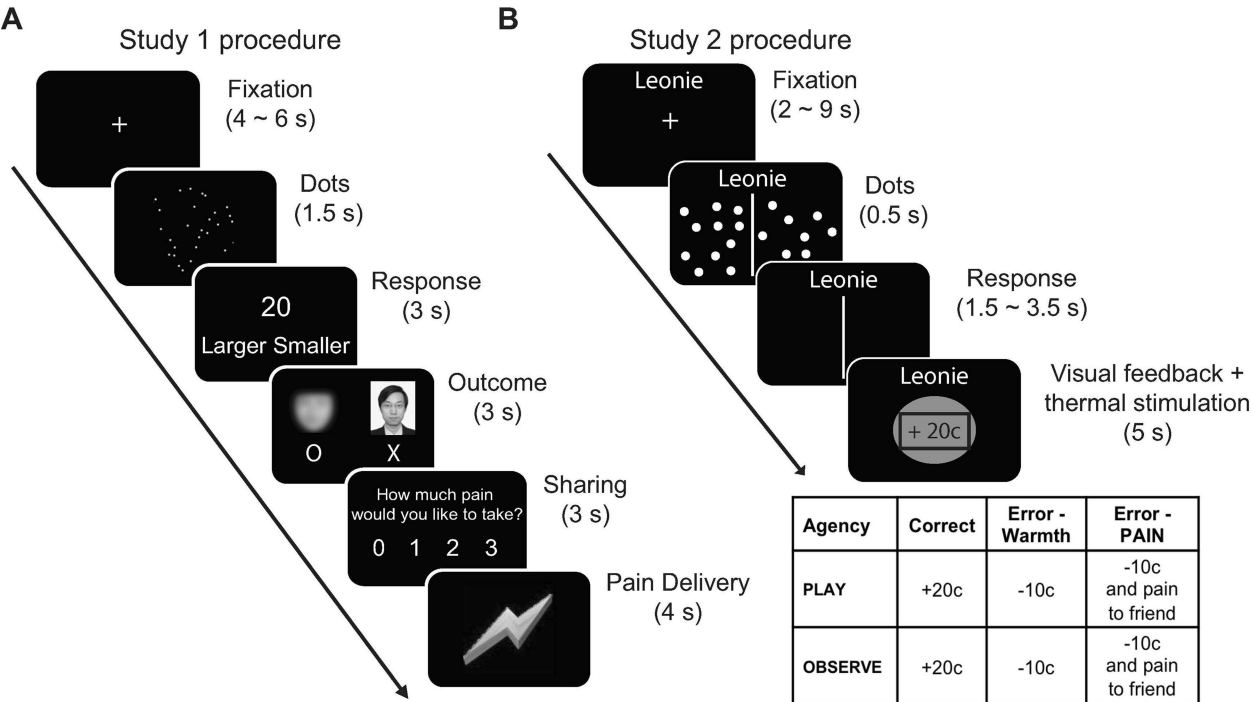 A
Study 1 procedure
+
Fixation
(4 ~ 6 s)
Dots
(1.5 s)
20
Larger Smaller
Response
(3 s)
O X
Outcome
(3 s)
How much pain
would you like to take?
0 1 2 3
Sharing
(3 s)
Pain Delivery
(4 s)
B
Study 2 procedure
Leonie
+
Fixation
(2 ~ 9 s)
Leonie
Dots
(0.5 s)
Leonie
Response
(1.5 ~ 3.5 s)
Leonie
+ 20c
Visual feedback +
thermal stimulation
(5 s)
Agency
Correct
Error -
Warmth
Error -
PAIN
PLAY
+20c
-10c
-10c
and pain
to friend
OBSERVE
+20c
-10c
-10c
and pain
to friend